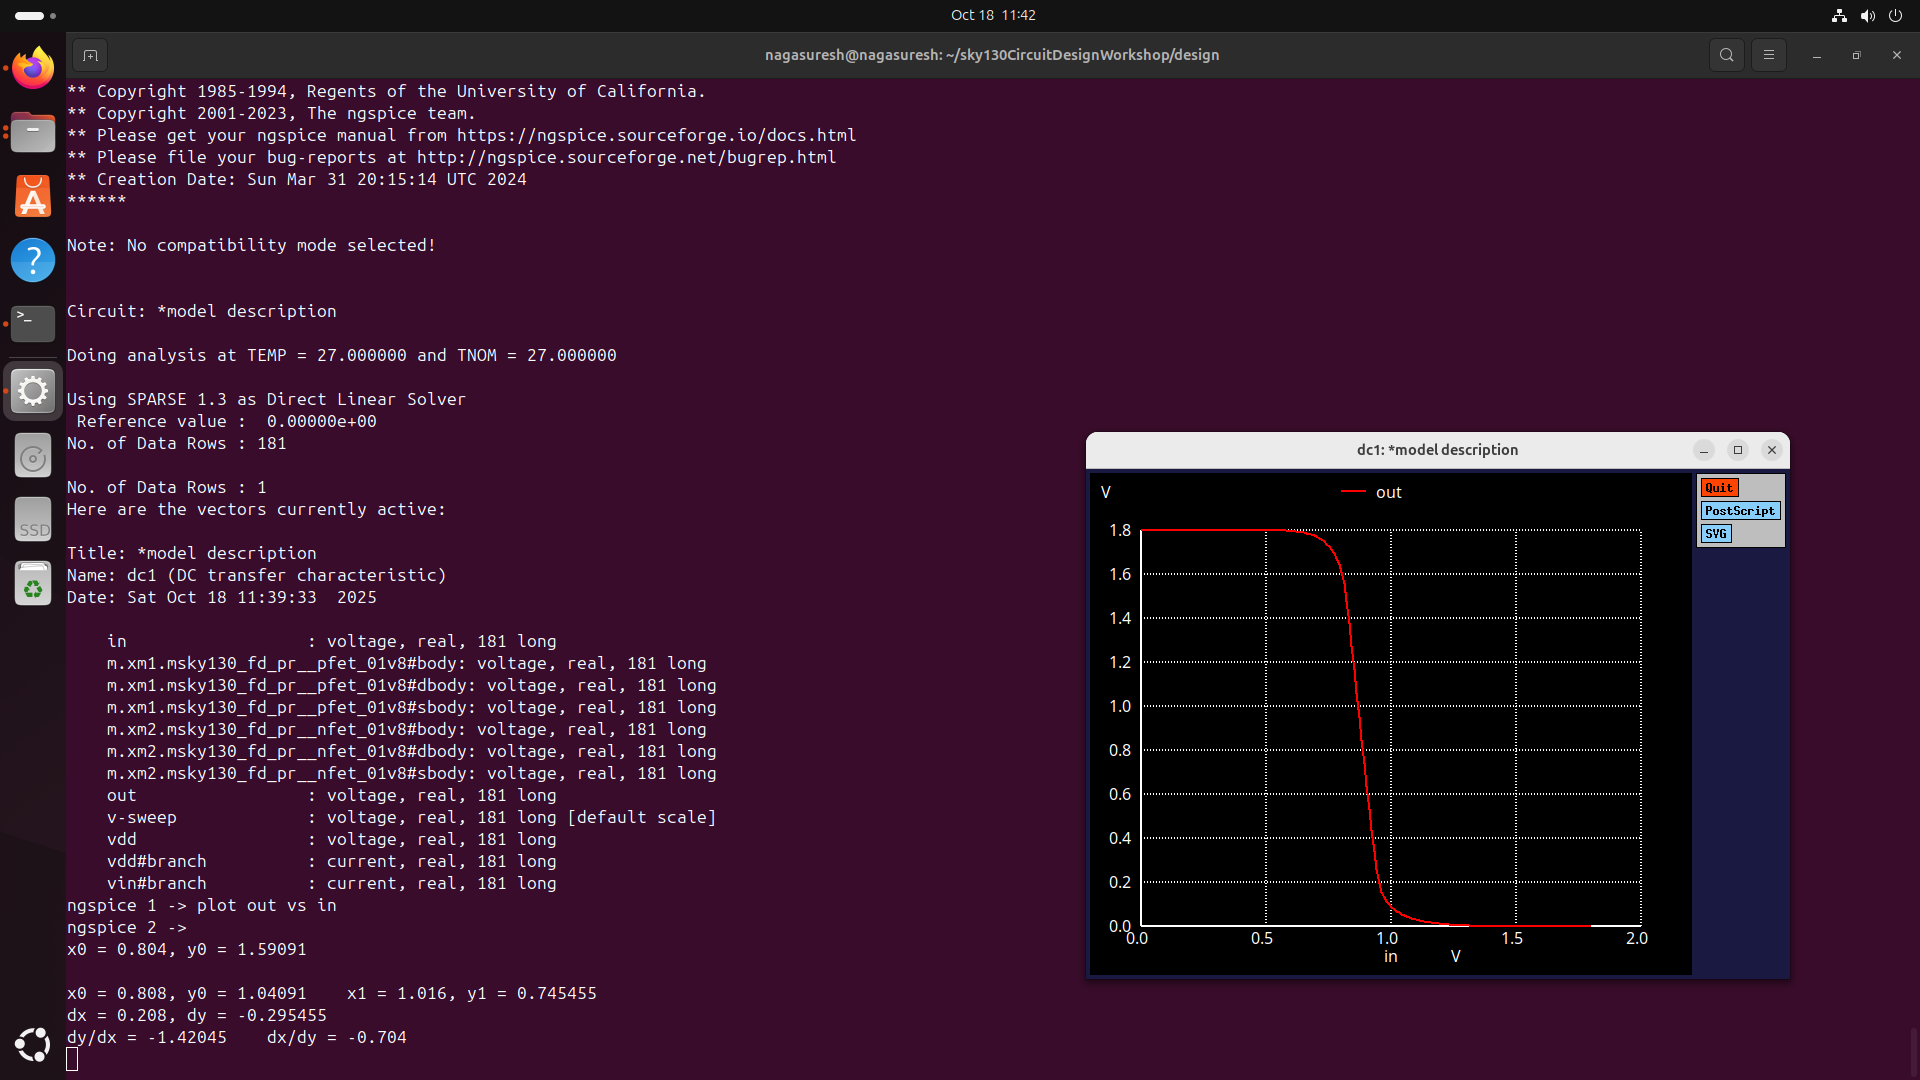 Oct 18  11:42
nagasuresh@nagasuresh: ~/sky130CircuitDesignWorkshop/design
** Copyright 1985-1994, Regents of the University of California.
** Copyright 2001-2023, The ngspice team.
** Please get your ngspice manual from https://ngspice.sourceforge.io/docs.html
** Please file your bug-reports at http://ngspice.sourceforge.net/bugrep.html
** Creation Date: Sun Mar 31 20:15:14 UTC 2024
******
Note: No compatibility mode selected!
Circuit: *model description
Doing analysis at TEMP = 27.000000 and TNOM = 27.000000
Using SPARSE 1.3 as Direct Linear Solver
Reference value :  0.00000e+00
No. of Data Rows : 181
No. of Data Rows : 1
Here are the vectors currently active:
Title: *model description
Name: dc1 (DC transfer characteristic)
Date: Sat Oct 18 11:39:33  2025
in                  : voltage, real, 181 long
m.xm1.msky130_fd_pr__pfet_01v8#body: voltage, real, 181 long
m.xm1.msky130_fd_pr__pfet_01v8#dbody: voltage, real, 181 long
m.xm1.msky130_fd_pr__pfet_01v8#sbody: voltage, real, 181 long
m.xm2.msky130_fd_pr__nfet_01v8#body: voltage, real, 181 long
m.xm2.msky130_fd_pr__nfet_01v8#dbody: voltage, real, 181 long
m.xm2.msky130_fd_pr__nfet_01v8#sbody: voltage, real, 181 long
out                 : voltage, real, 181 long
v-sweep             : voltage, real, 181 long [default scale]
vdd                 : voltage, real, 181 long
vdd#branch          : current, real, 181 long
vin#branch          : current, real, 181 long
ngspice 1 -> plot out vs in
ngspice 2 ->
x0 = 0.804, y0 = 1.59091
x0 = 0.808, y0 = 1.04091    x1 = 1.016, y1 = 0.745455
dx = 0.208, dy = -0.295455
dy/dx = -1.42045    dx/dy = -0.704
SSD
dc1: *model description
V
out
Quit
PostScript
SVG
1.8
1.6
1.4
1.2
1.0
0.8
0.6
0.4
0.2
0.0
0.0 0.5 1.0 1.5 2.0
in V